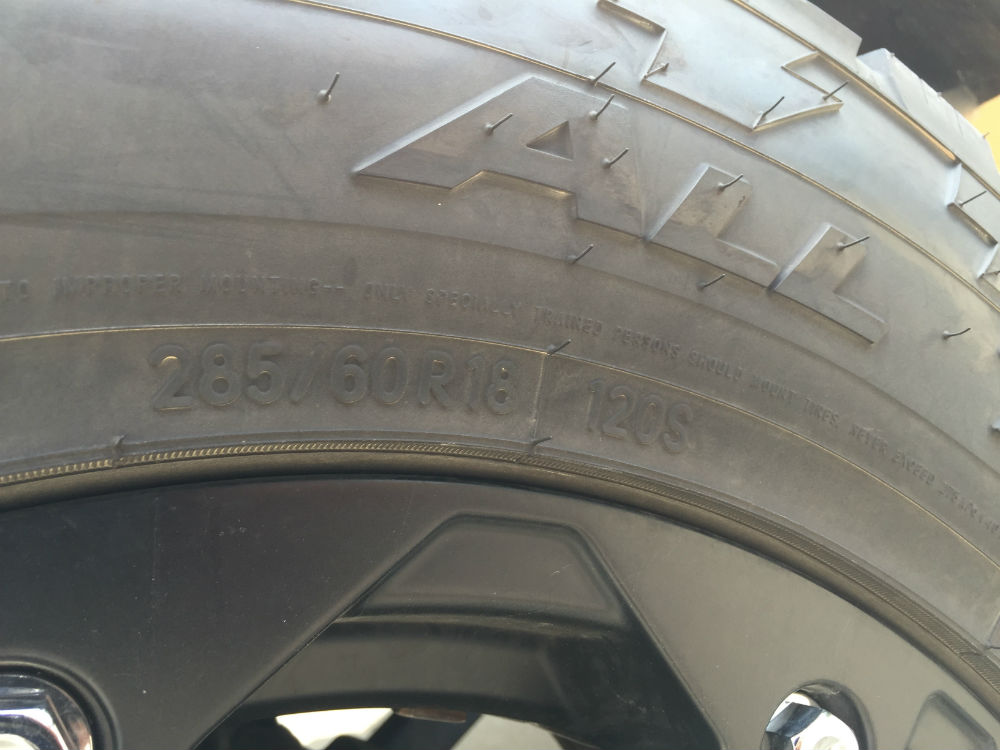 ALL
TO IMPROPER MOUNTING-- ONLY SPECIALLY TRAINED PERSONS SHOULD MOUNT TIRES. NEVER EXCEED
285/60R18 120S